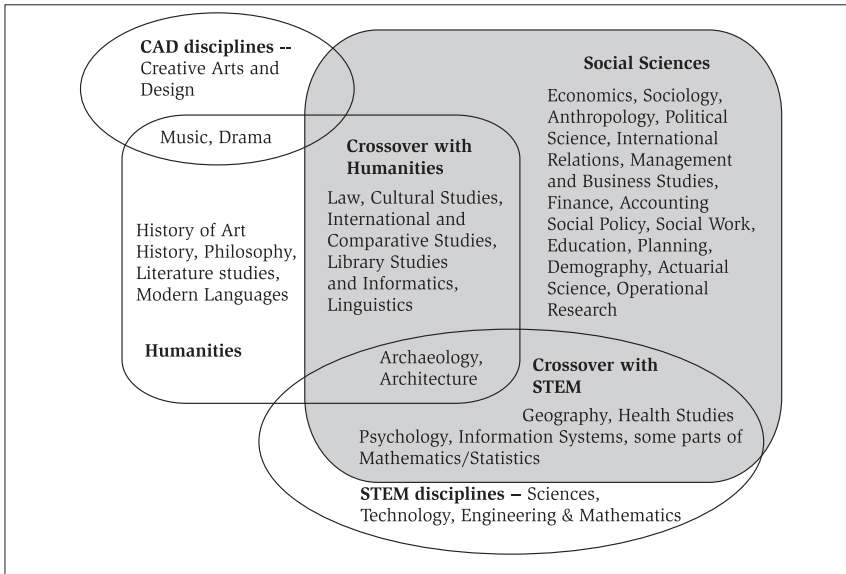 CAD disciplines --
Creative Arts and
Design
Music, Drama
History of Art
History, Philosophy,
Literature studies,
Modern Languages
Humanities
Crossover with
Humanities
Law, Cultural Studies,
International and
Comparative Studies,
Library Studies
and Informatics,
Linguistics
Archaeology,
Architecture
Social Sciences
Economics, Sociology,
Anthropology, Political
Science, International
Relations, Management
and Business Studies,
Finance, Accounting
Social Policy, Social Work,
Education, Planning,
Demography, Actuarial
Science, Operational
Research
Crossover with
STEM
Geography, Health Studies
Psychology, Information Systems, some parts of
Mathematics/Statistics
STEM disciplines – Sciences,
Technology, Engineering & Mathematics